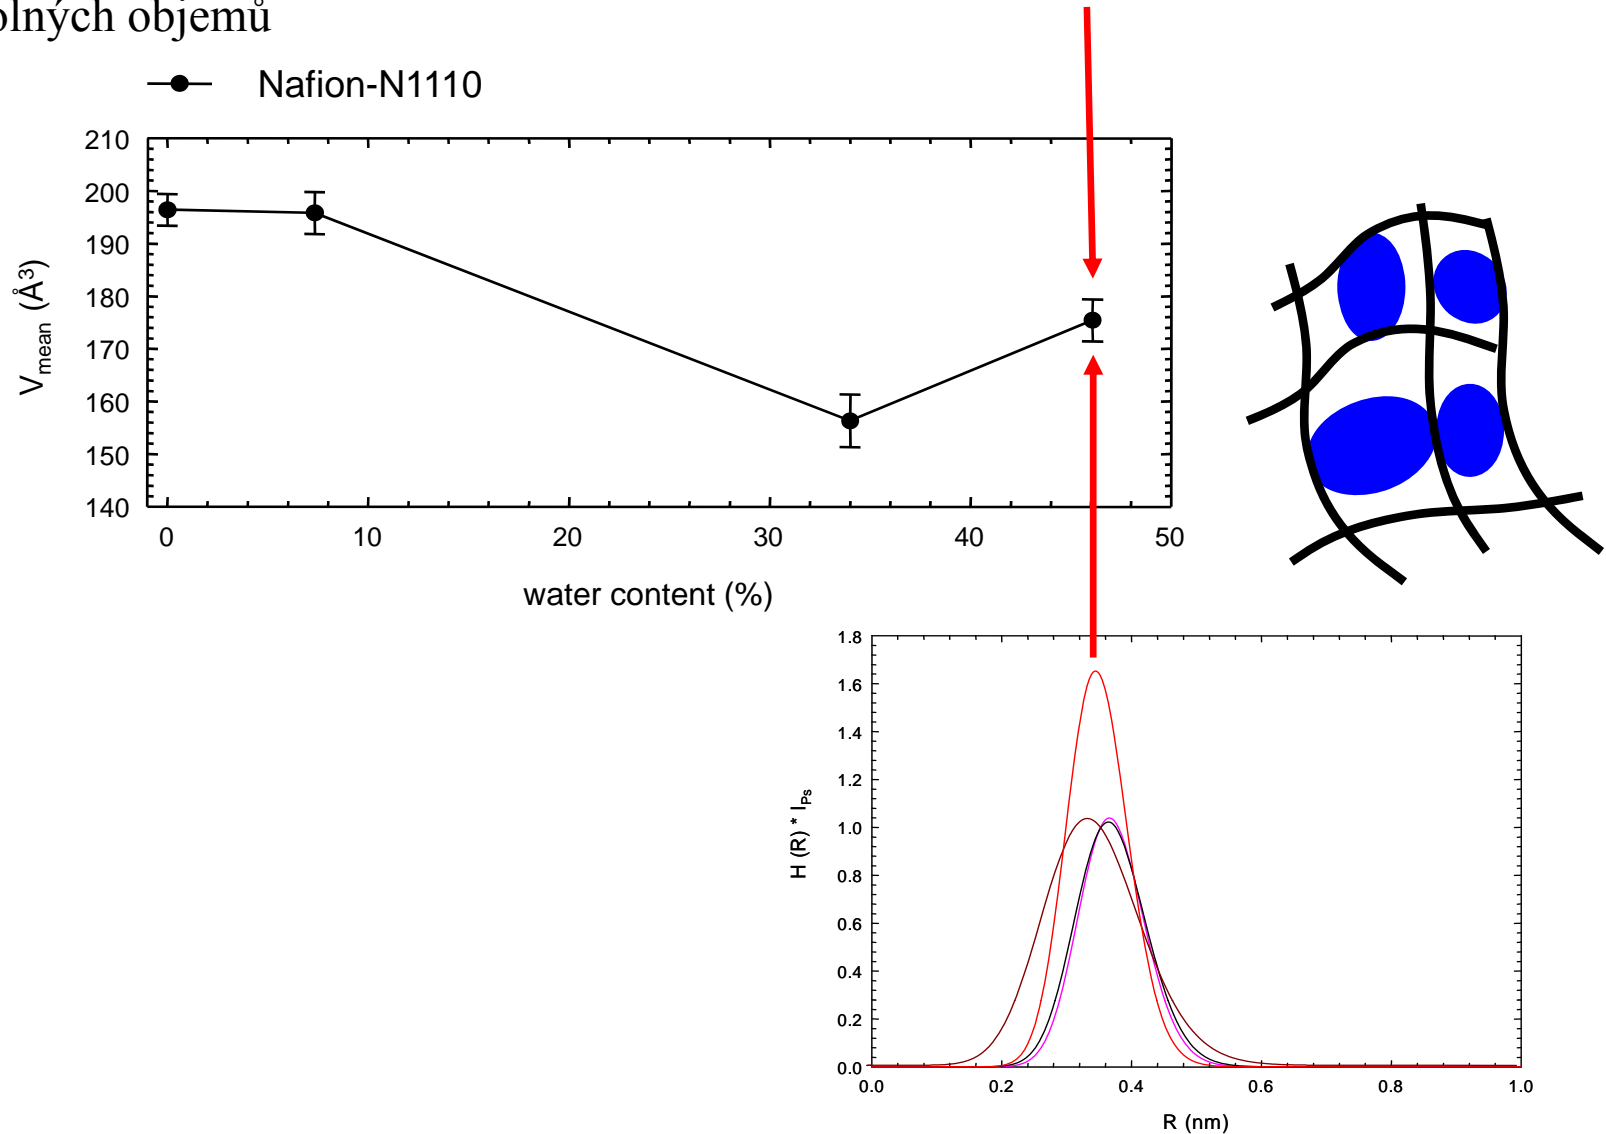 olných objemů
Nafion-N1110
210
200
190
180
170
160
150
140
V_mean (Å³)
0 10 20 30 40 50
water content (%)
1.8
1.6
1.4
1.2
1.0
0.8
0.6
0.4
0.2
0.0
H (R) * I_Ps
0.0 0.2 0.4 0.6 0.8 1.0
R (nm)